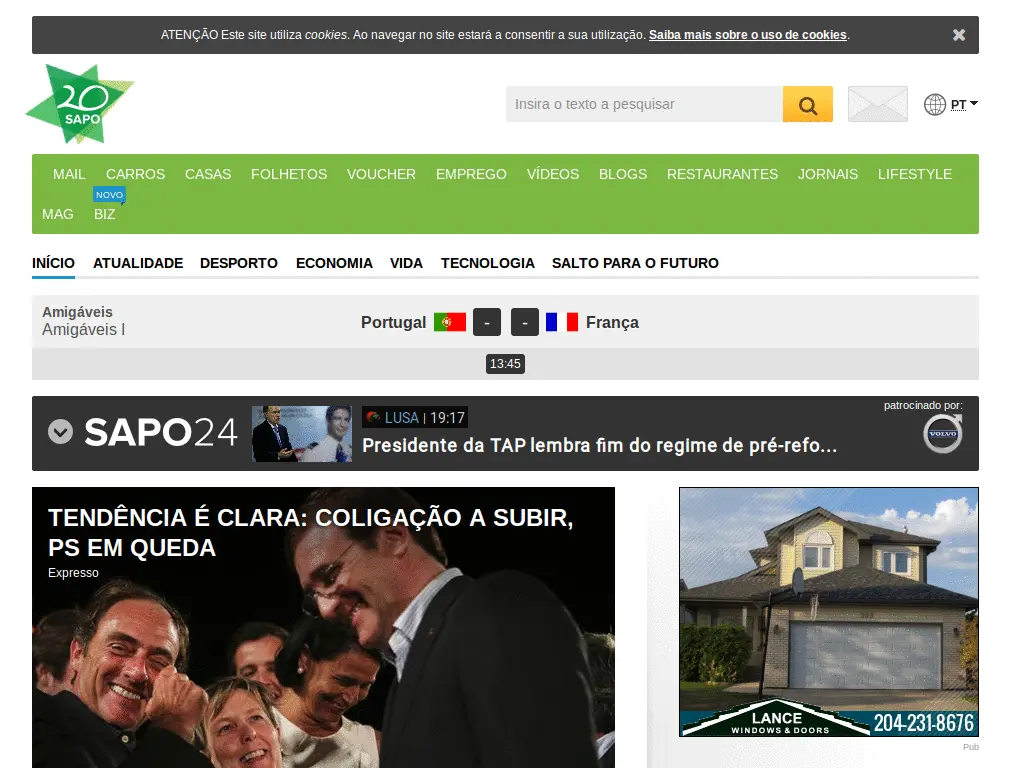 ATENÇÃO Este site utiliza cookies. Ao navegar no site estará a consentir a sua utilização. Saiba mais sobre o uso de cookies.
20
SAPO
Insira o texto a pesquisar
PT
MAIL CARROS CASAS FOLHETOS VOUCHER EMPREGO VÍDEOS BLOGS RESTAURANTES JORNAIS LIFESTYLE
NOVO
MAG BIZ
INÍCIO ATUALIDADE DESPORTO ECONOMIA VIDA TECNOLOGIA SALTO PARA O FUTURO
Amigáveis
Amigáveis I
Portugal - - França
13:45
patrocinado por:
SAPO24
LUSA | 19:17
Presidente da TAP lembra fim do regime de pré-refo...
VOLVO
TENDÊNCIA É CLARA: COLIGAÇÃO A SUBIR,
PS EM QUEDA
Expresso
LANCE
WINDOWS & DOORS
204-231-8676
Pub